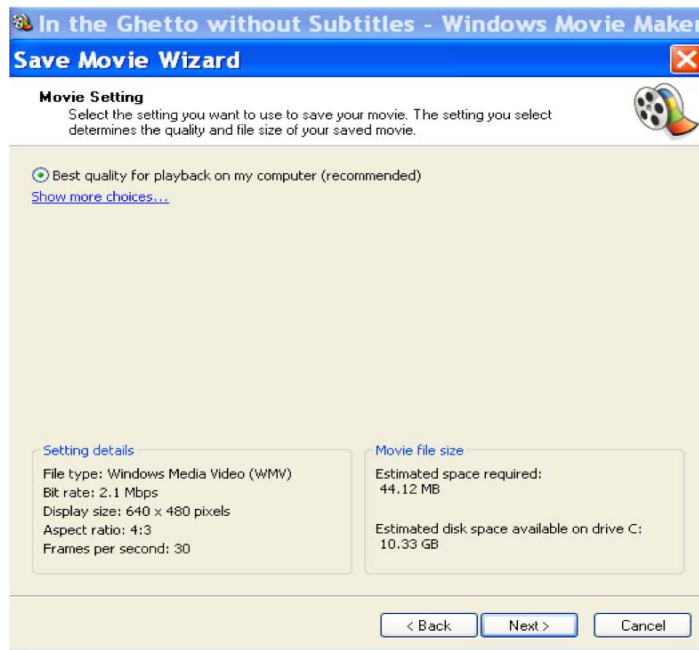 In the Ghetto without Subtitles - Windows Movie Maker
Save Movie Wizard
Movie Setting
Select the setting you want to use to save your movie. The setting you select
determines the quality and file size of your saved movie.
Best quality for playback on my computer (recommended)
Show more choices...
Setting details
File type: Windows Media Video (WMV)
Bit rate: 2.1 Mbps
Display size: 640 x 480 pixels
Aspect ratio: 4:3
Frames per second: 30
Movie file size
Estimated space required:
44.12 MB
Estimated disk space available on drive C:
10.33 GB
< Back
Next >
Cancel